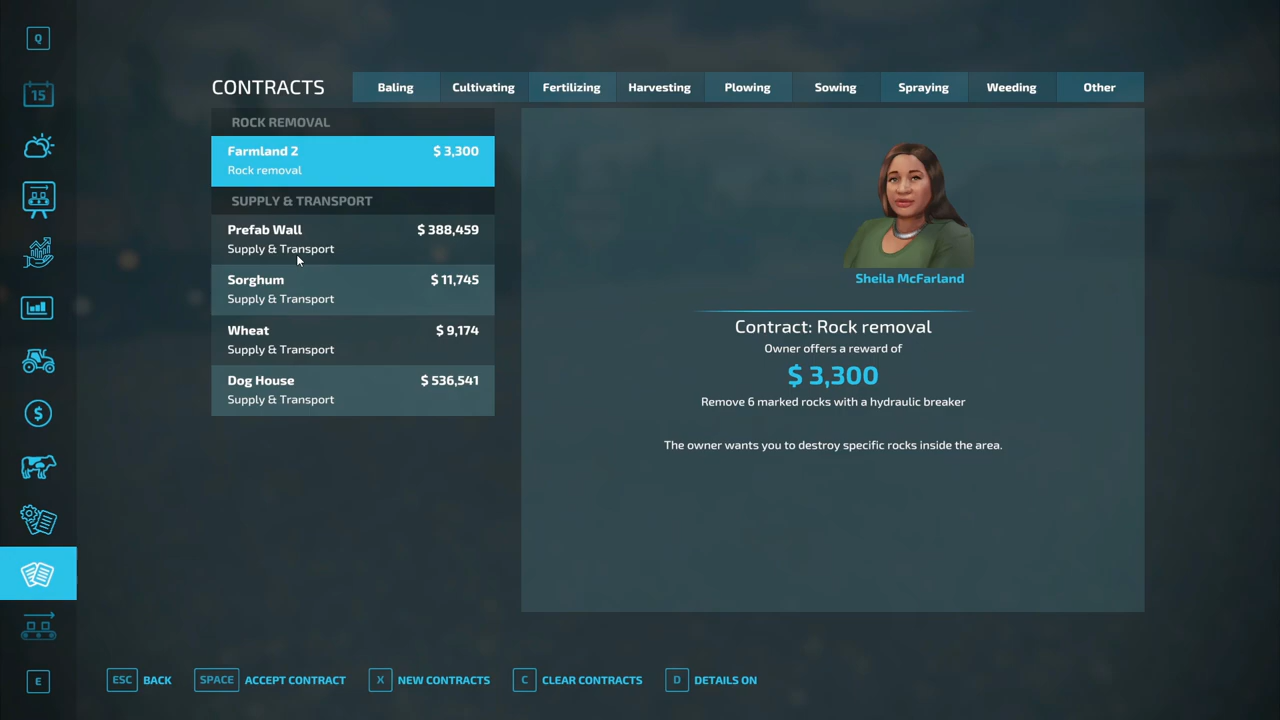 Q
15
CONTRACTS
Baling
Cultivating
Fertilizing
Harvesting
Plowing
Sowing
Spraying
Weeding
Other
ROCK REMOVAL
Farmland 2 $ 3,300
Rock removal
SUPPLY & TRANSPORT
Prefab Wall $ 388,459
Supply & Transport
Sorghum $ 11,745
Supply & Transport
Wheat $ 9,174
Supply & Transport
Dog House $ 536,541
Supply & Transport
Sheila McFarland
Contract: Rock removal
Owner offers a reward of
$ 3,300
Remove 6 marked rocks with a hydraulic breaker
The owner wants you to destroy specific rocks inside the area.
E
ESC BACK
SPACE ACCEPT CONTRACT
X NEW CONTRACTS
C CLEAR CONTRACTS
D DETAILS ON